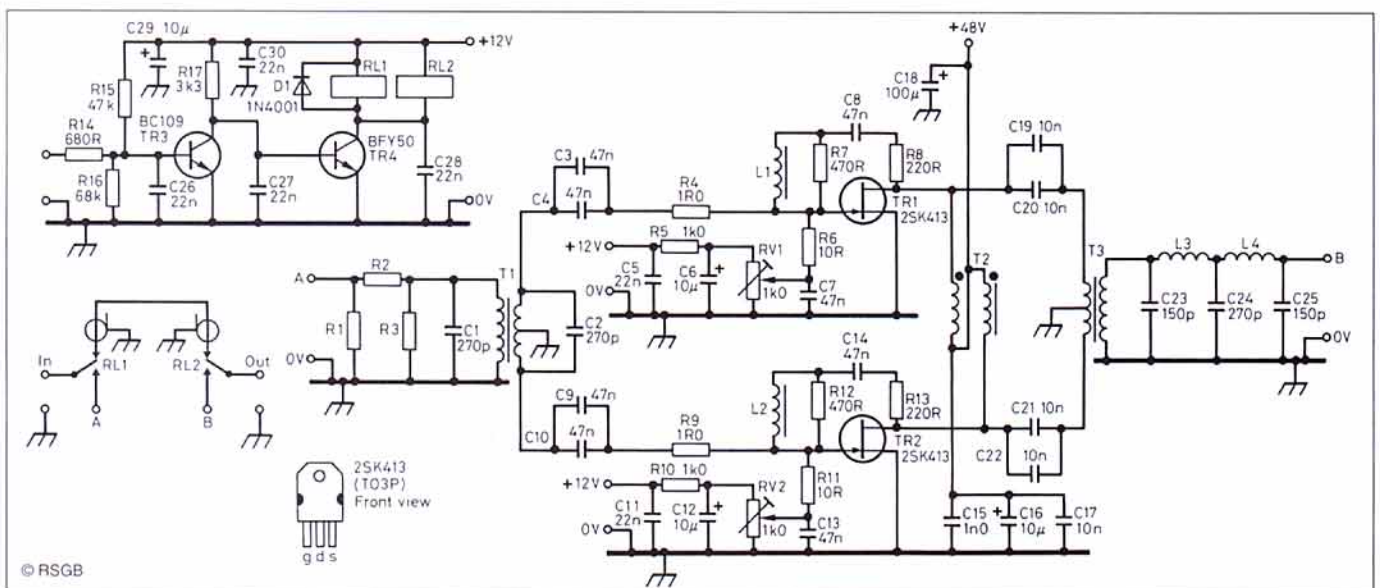 C29 10μ
+12V
C30
22n
R17
3k3
D1
1N4001
RL1
RL2
R15
47k
R14
680R
BC109
TR3
BFY50
TR4
R16
68k
C26
22n
C27
22n
C28
22n
0V
In
RL1
RL2
Out
A
B
2SK413
(T03P)
Front view
g d s
A
R2
R1
R3
C1
270p
0V
T1
C2
270p
C3
47n
C4
47n
R4
1R0
L1
R7
470R
C8
47n
R8
220R
TR1
2SK413
+12V
R5 1k0
C5
22n
C6
10μ
RV1
1k0
R6
10R
C7
47n
0V
C9
47n
C10
47n
R9
1R0
L2
R12
470R
C14
47n
R13
220R
TR2
2SK413
+12V
R10 1k0
C11
22n
C12
10μ
RV2
1k0
R11
10R
C13
47n
0V
+48V
C18
100μ
+
C19 10n
C20 10n
T2
C21 10n
C22
10n
C15
1n0
C16
10μ
C17
10n
T3
L3
L4
B
C23
150p
C24
270p
C25
150p
0V
© RSGB